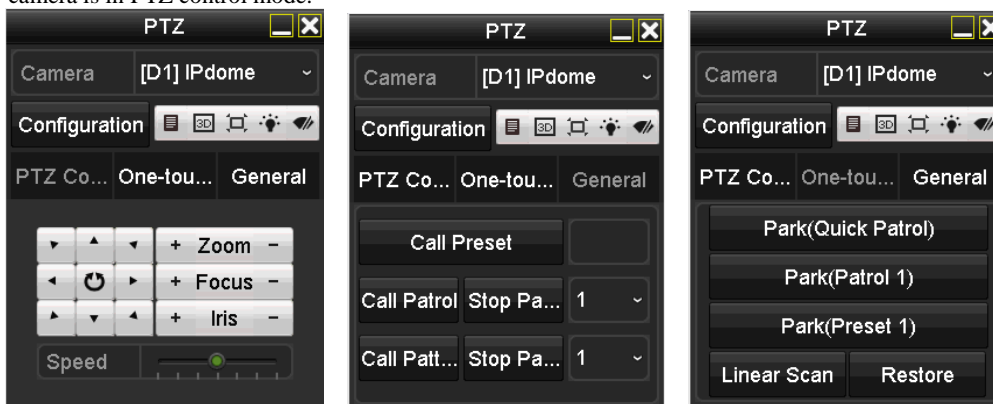 camera is in PTZ control mode.
PTZ
Camera [D1] IPdome
Configuration 3D
PTZ Co... One-tou... General
+ Zoom -
+ Focus -
+ Iris -
Speed
PTZ
Camera [D1] IPdome
Configuration 3D
PTZ Co... One-tou... General
Call Preset
Call Patrol Stop Pa... 1
Call Patt... Stop Pa... 1
PTZ
Camera [D1] IPdome
Configuration 3D
PTZ Co... One-tou... General
Park(Quick Patrol)
Park(Patrol 1)
Park(Preset 1)
Linear Scan Restore